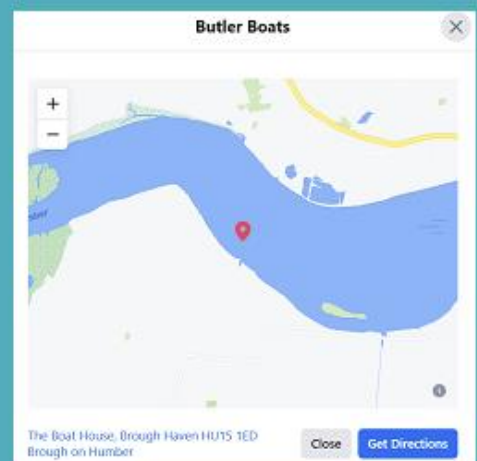 Butler Boats
+
−
The Boat House, Brough Haven HU15 1ED
Brough on Humber
Close
Get Directions